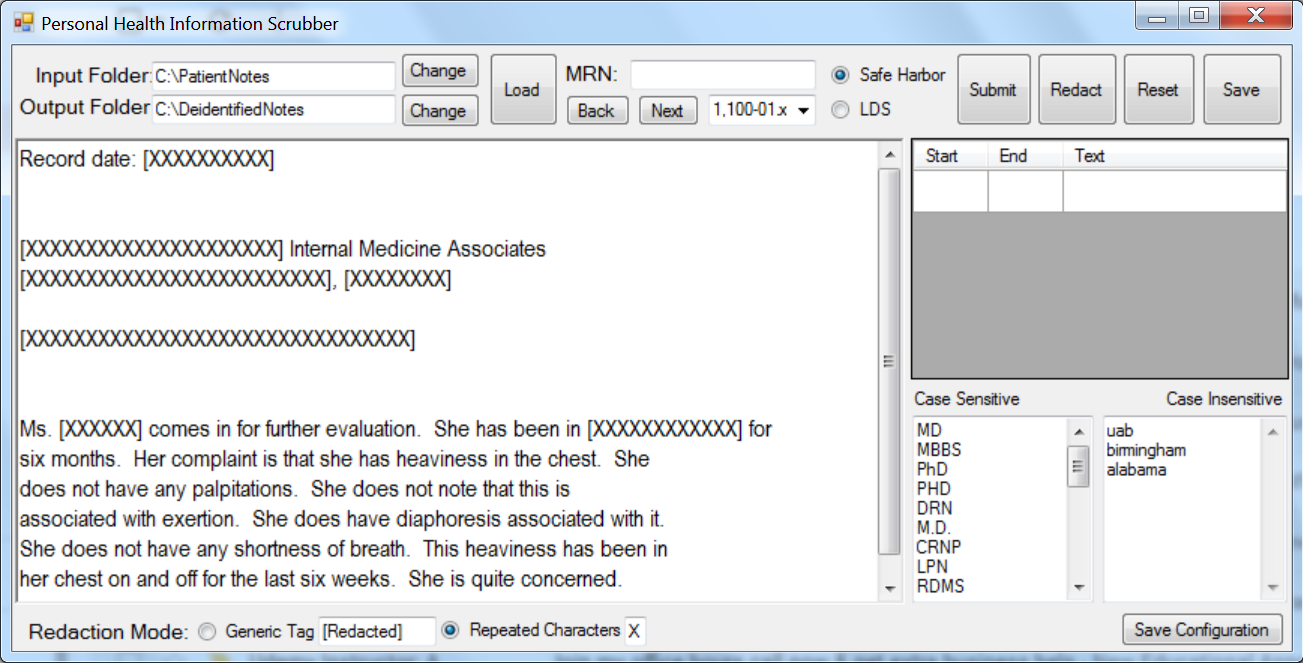 Personal Health Information Scrubber
Input Folder: C:\PatientNotes Change
Output Folder C:\DeidentifiedNotes Change
Load
MRN:
Back Next 1,100-01.x
Safe Harbor
LDS
Submit Redact Reset Save
Record date: [XXXXXXXXXX]
[XXXXXXXXXXXXXXXXXXXXX] Internal Medicine Associates
[XXXXXXXXXXXXXXXXXXXXXXXXX], [XXXXXXXX]
[XXXXXXXXXXXXXXXXXXXXXXXXXXXXXXXX]
Ms. [XXXXXX] comes in for further evaluation. She has been in [XXXXXXXXXXXX] for
six months. Her complaint is that she has heaviness in the chest. She
does not have any palpitations. She does not note that this is
associated with exertion. She does have diaphoresis associated with it.
She does not have any shortness of breath. This heaviness has been in
her chest on and off for the last six weeks. She is quite concerned.
Start End Text
Case Sensitive
MD
MBBS
PhD
PHD
DRN
M.D.
CRNP
LPN
RDMS
Case Insensitive
uab
birmingham
alabama
Redaction Mode: Generic Tag [Redacted] Repeated Characters X
Save Configuration